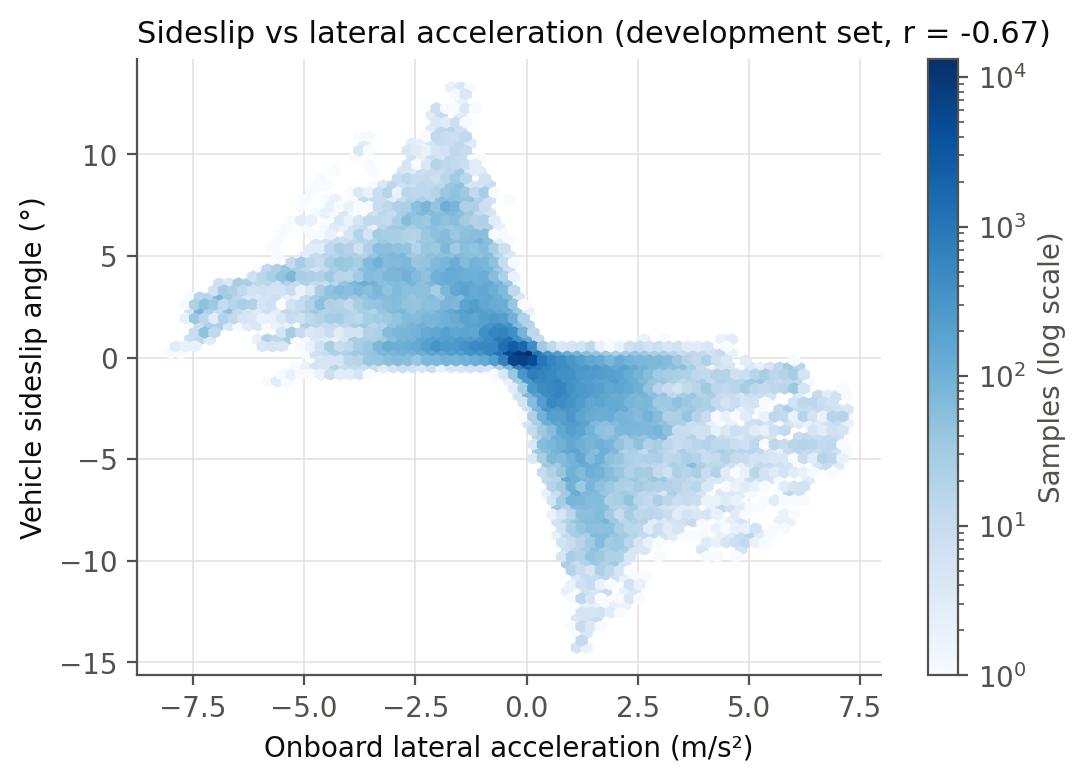 Sideslip vs lateral acceleration (development set, r = -0.67)
Vehicle sideslip angle (°)
10
5
0
−5
−10
−15
−7.5 −5.0 −2.5 0.0 2.5 5.0 7.5
Onboard lateral acceleration (m/s²)
10⁴
10³
10²
10¹
10⁰
Samples (log scale)